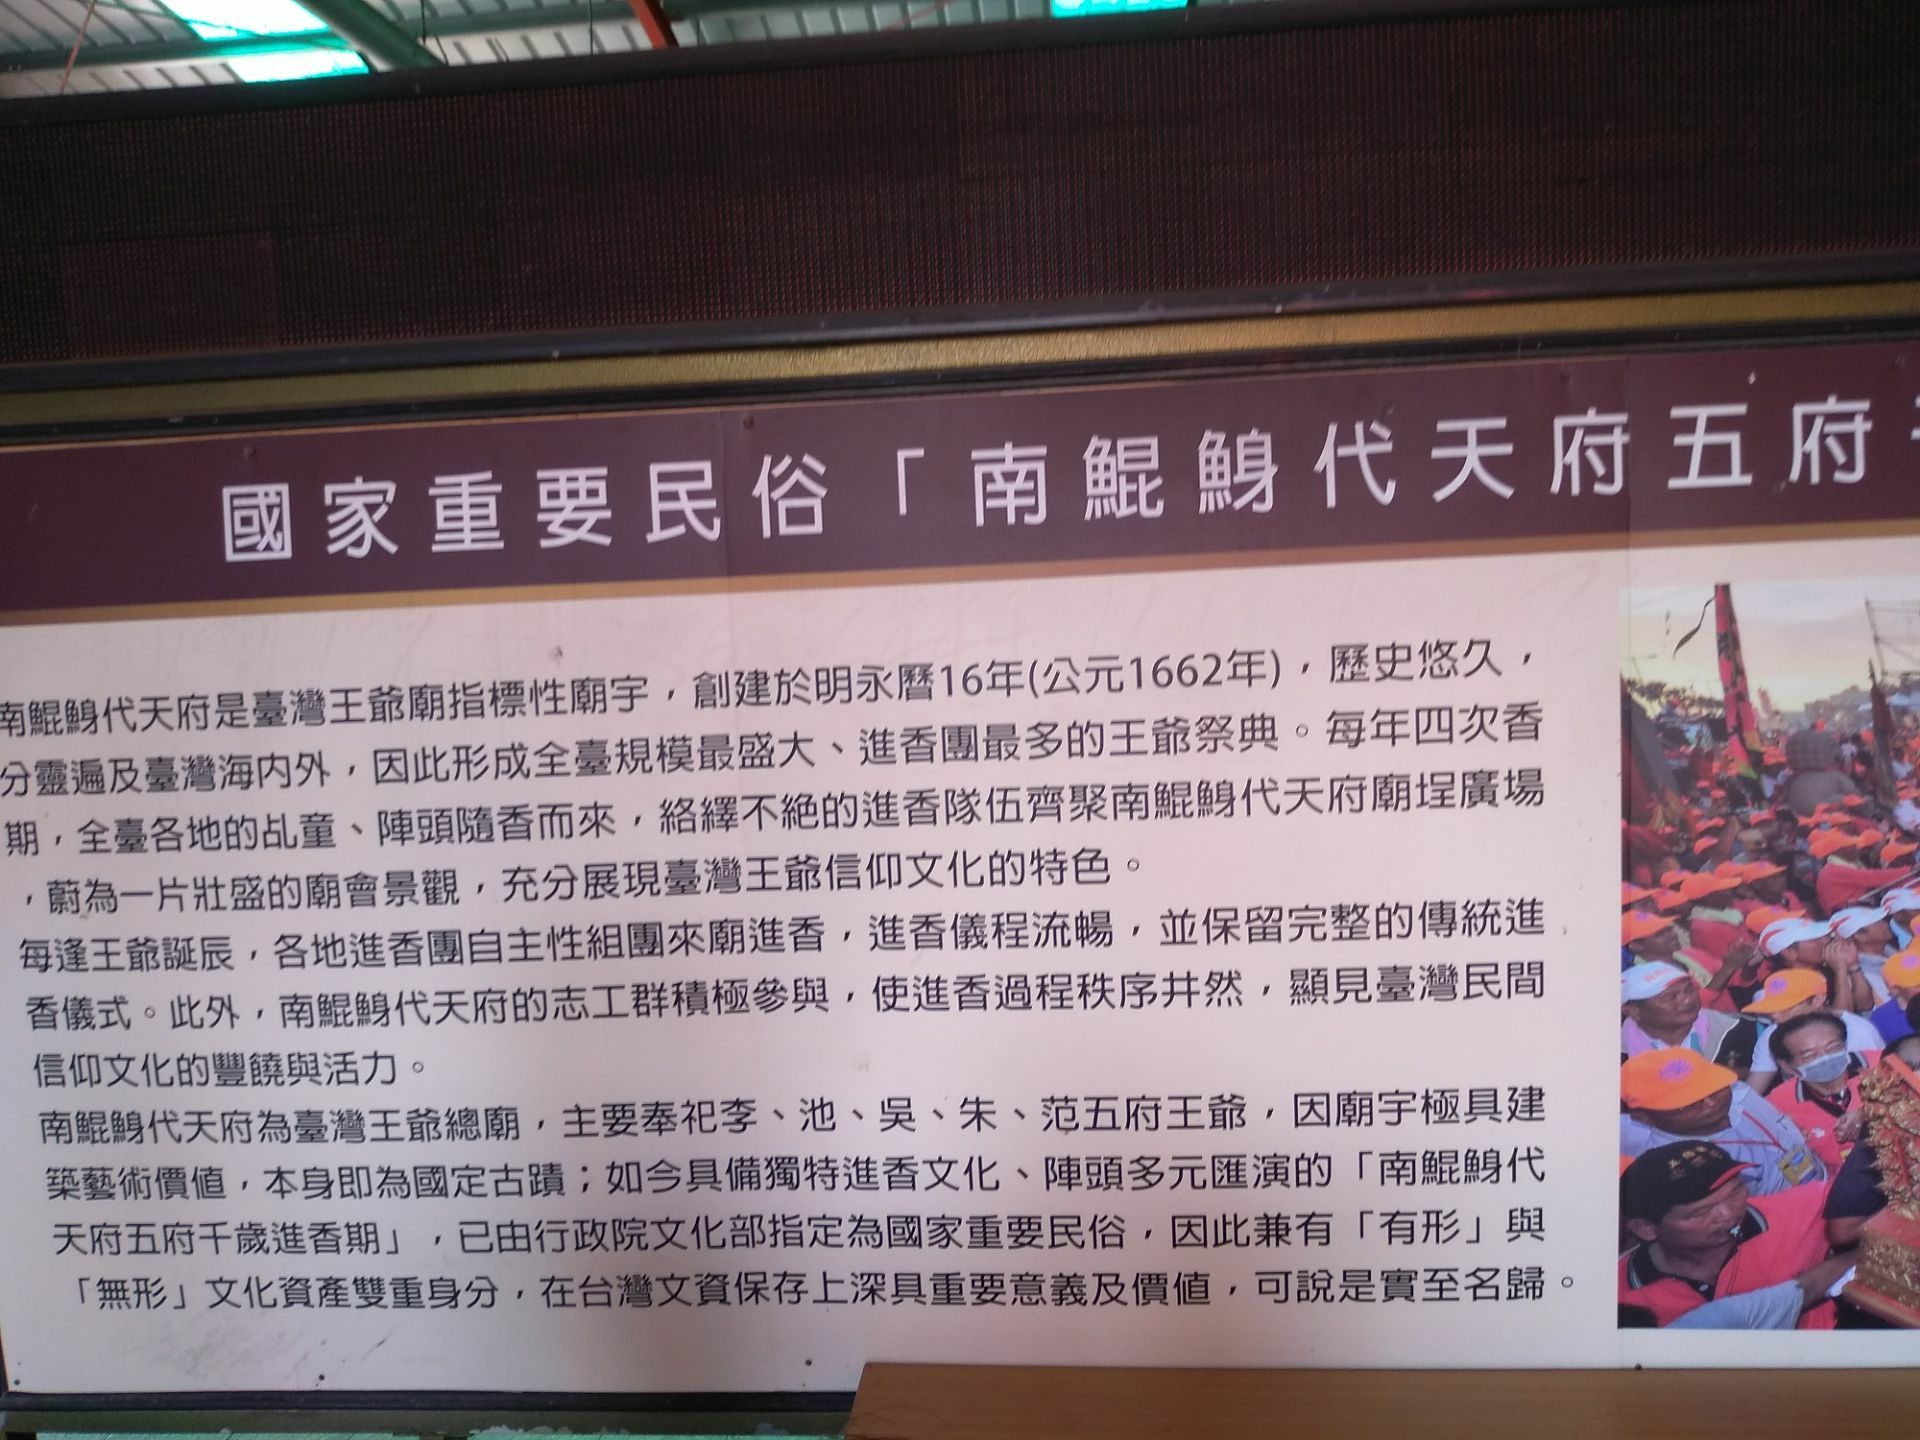 國家重要民俗「南鯤鯓代天府五府
南鯤鯓代天府是臺灣王爺廟指標性廟宇，創建於明永曆16年(公元1662年)，歷史悠久，
分靈遍及臺灣海內外，因此形成全臺規模最盛大、進香團最多的王爺祭典。每年四次香
期，全臺各地的乩童、陣頭隨香而來，絡繹不絕的進香隊伍齊聚南鯤鯓代天府廟埕廣場
，蔚為一片壯盛的廟會景觀，充分展現臺灣王爺信仰文化的特色。
每逢王爺誕辰，各地進香團自主性組團來廟進香，進香儀程流暢，並保留完整的傳統進
香儀式。此外，南鯤鯓代天府的志工群積極參與，使進香過程秩序井然，顯見臺灣民間
信仰文化的豐饒與活力。
南鯤鯓代天府為臺灣王爺總廟，主要奉祀李、池、吳、朱、范五府王爺，因廟宇極具建
築藝術價值，本身即為國定古蹟；如今具備獨特進香文化、陣頭多元匯演的「南鯤鯓代
天府五府千歲進香期」，已由行政院文化部指定為國家重要民俗，因此兼有「有形」與
「無形」文化資產雙重身分，在台灣文資保存上深具重要意義及價值，可說是實至名歸。